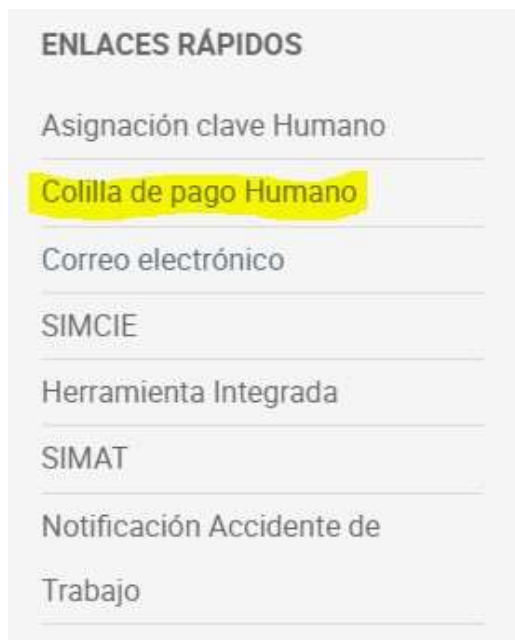 ENLACES RÁPIDOS
Asignación clave Humano
Colilla de pago Humano
Correo electrónico
SIMCIE
Herramienta Integrada
SIMAT
Notificación Accidente de
Trabajo